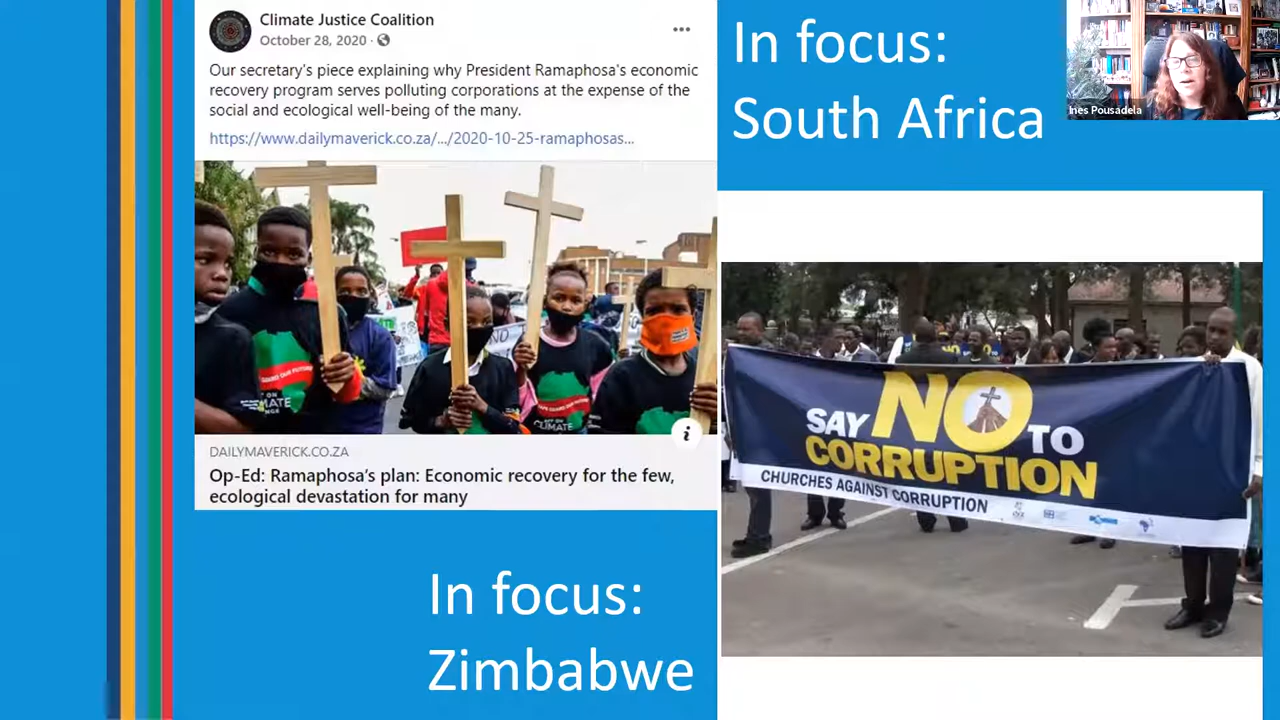 Climate Justice Coalition
October 28, 2020 ·
Our secretary's piece explaining why President Ramaphosa's economic
recovery program serves polluting corporations at the expense of the
social and ecological well-being of the many.
https://www.dailymaverick.co.za/.../2020-10-25-ramaphosas...
NO
CLIMATE
DAILYMAVERICK.CO.ZA
Op-Ed: Ramaphosa's plan: Economic recovery for the few,
ecological devastation for many
In focus:
South Africa
Ines Pousadela
SAY NO TO
CORRUPTION
CHURCHES AGAINST CORRUPTION
In focus:
Zimbabwe